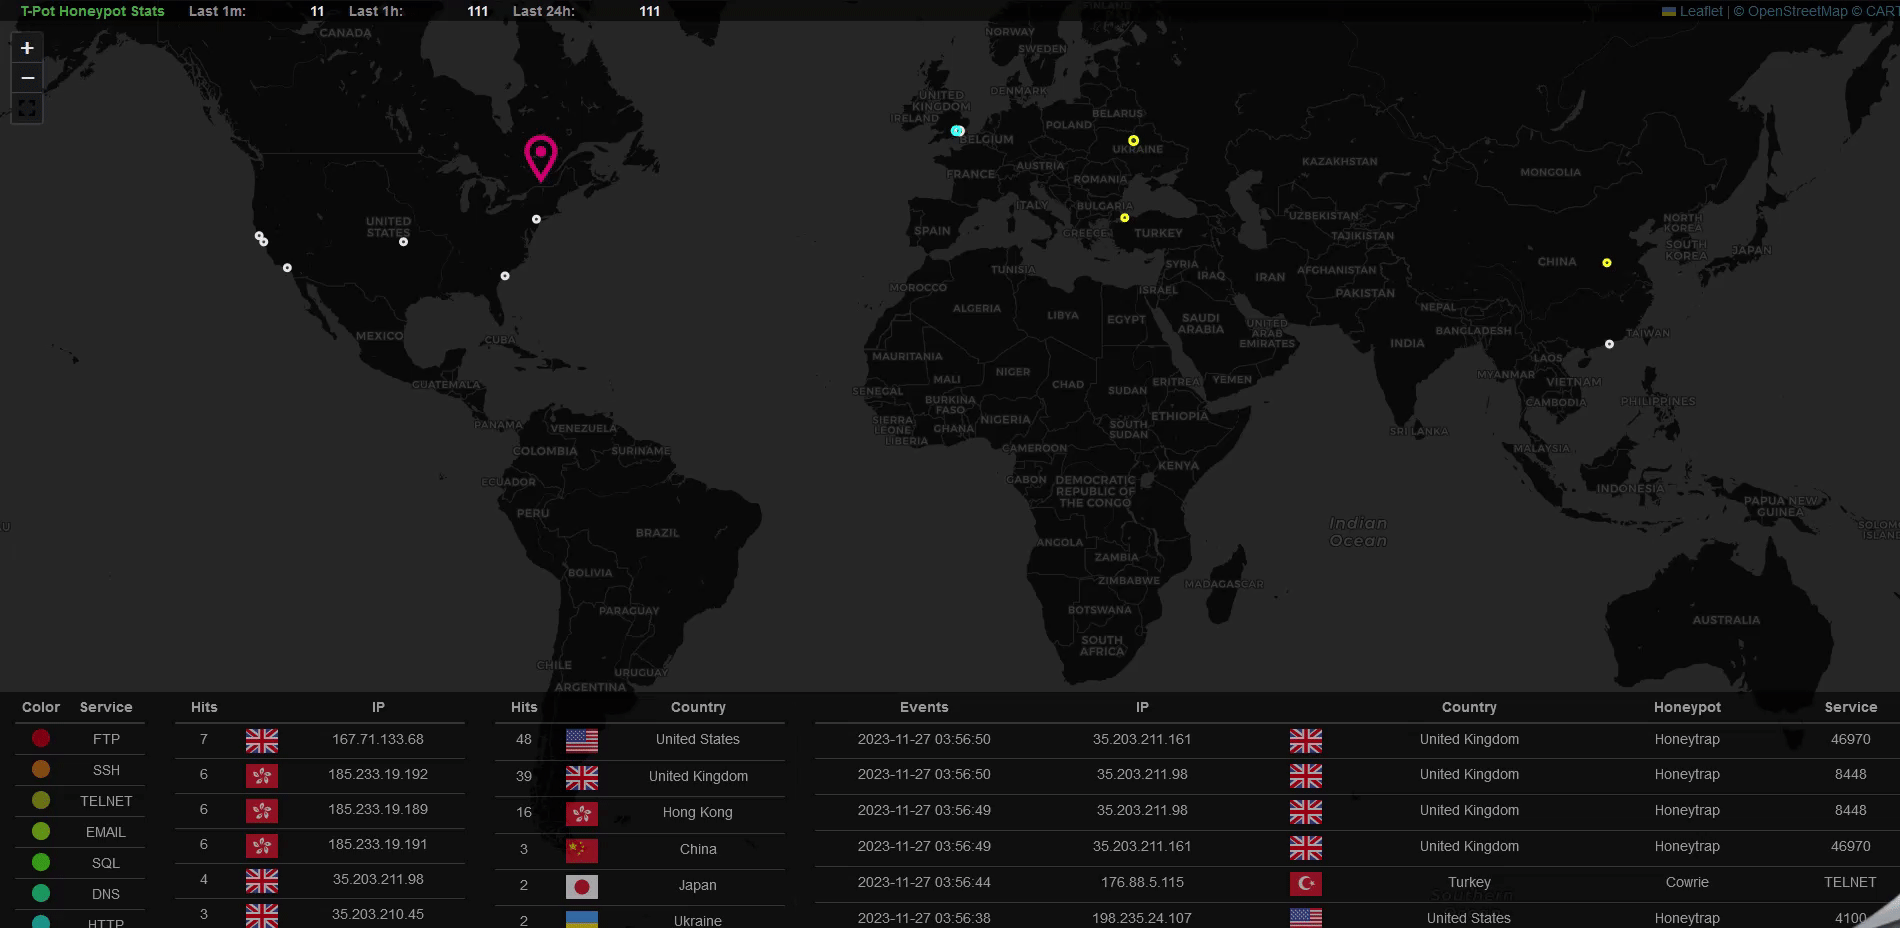 T-Pot Honeypot Stats Last 1m: 11 Last 1h: 111 Last 24h: 111
Leaflet | © OpenStreetMap © CART
+
−
FINLAND
CANADA
NORWAY
SWEDEN
UNITED
KINGDOM
DENMARK
IRELAND
BELARUS
POLAND
BELGIUM
UKRAINE
KAZAKHSTAN
AUSTRIA
FRANCE
MONGOLIA
ROMANIA
ITALY
BULGARIA
UNITED
STATES
UZBEKISTAN
NORTH
KOREA
SPAIN
GREECE
TURKEY
TAJIKISTAN
SOUTH
KOREA
JAPAN
SYRIA
CHINA
TUNISIA
IRAQ
IRAN
AFGHANISTAN
MOROCCO
ISRAEL
PAKISTAN
ALGERIA
LIBYA
EGYPT
SAUDI
ARABIA
NEPAL
UNITED
ARAB
EMIRATES
BANGLADESH
TAIWAN
MEXICO
CUBA
INDIA
MAURITANIA
LAOS
MYANMAR
GUATEMALA
MALI
NIGER
CHAD
SUDAN
ERITREA
YEMEN
VIETNAM
SENEGAL
BURKINA
FASO
CAMBODIA
PHILIPPINES
SIERRA
LEONE
GHANA
NIGERIA
ETHIOPIA
PANAMA
VENEZUELA
LIBERIA
SOUTH
SUDAN
SRI LANKA
COLOMBIA
SURINAME
CAMEROON
MALAYSIA
KENYA
ECUADOR
GABON
DEMOCRATIC
REPUBLIC OF
THE CONGO
INDONESIA
PERU
PAPUA NEW
GUINEA
BRAZIL
Indian
Ocean
SOLOM
ISLAND
U
ANGOLA
ZAMBIA
BOLIVIA
ZIMBABWE
MADAGASCAR
PARAGUAY
BOTSWANA
AUSTRALIA
SOUTH
AFRICA
CHILE
URUGUAY
ARGENTINA
Southern
Color Service
FTP
SSH
TELNET
EMAIL
SQL
DNS
HTTP
Hits IP
7 167.71.133.68
6 185.233.19.192
6 185.233.19.189
6 185.233.19.191
4 35.203.211.98
3 35.203.210.45
Hits Country
48 United States
39 United Kingdom
16 Hong Kong
3 China
2 Japan
2 Ukraine
Events IP Country Honeypot Service
2023-11-27 03:56:50 35.203.211.161 United Kingdom Honeytrap 46970
2023-11-27 03:56:50 35.203.211.98 United Kingdom Honeytrap 8448
2023-11-27 03:56:49 35.203.211.98 United Kingdom Honeytrap 8448
2023-11-27 03:56:49 35.203.211.161 United Kingdom Honeytrap 46970
2023-11-27 03:56:44 176.88.5.115 Turkey Cowrie TELNET
2023-11-27 03:56:38 198.235.24.107 United States Honeytrap 4100